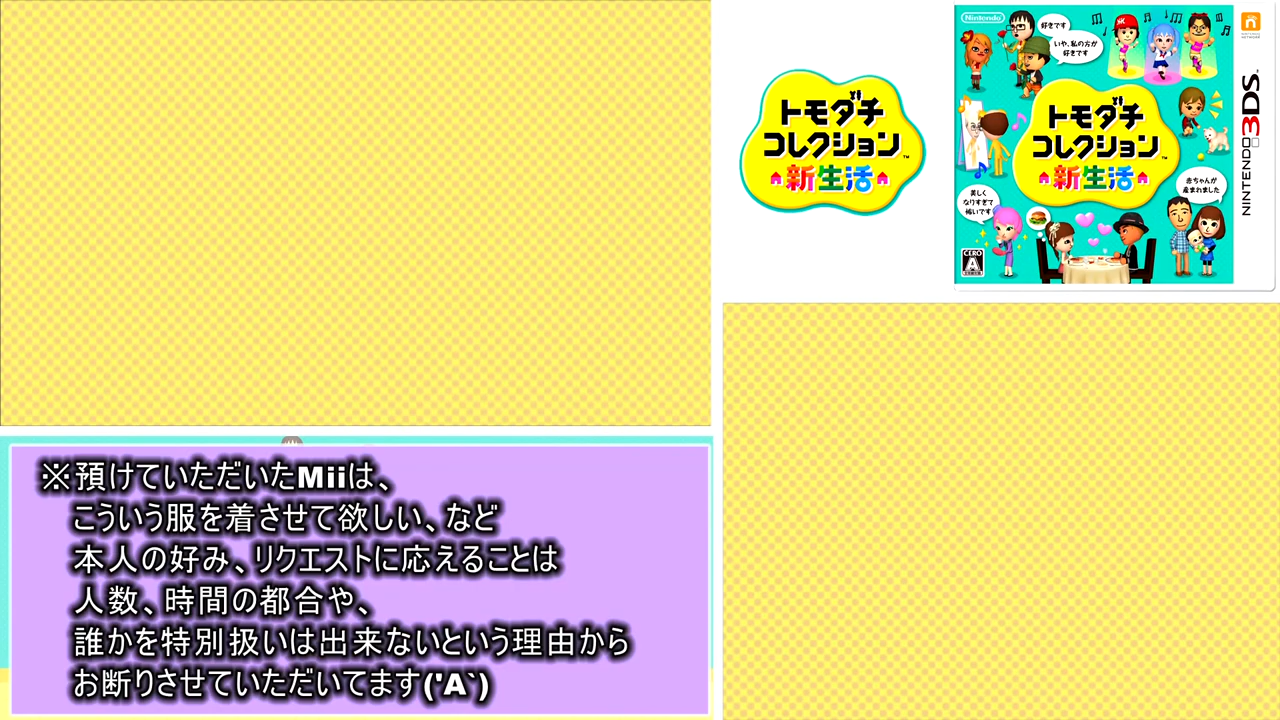 トモダチ
コレクション
新生活
™
Nintendo
好きです
いや、私の方が
好きです
トモダチ
コレクション
新生活
™
赤ちゃんが
産まれました
美しく
なりすぎて
怖いです
CERO
A
NINTENDO 3DS
※預けていただいたMiiは、
こういう服を着させて欲しい、など
本人の好み、リクエストに応えることは
人数、時間の都合や、
誰かを特別扱いは出来ないという理由から
お断りさせていただいてます('A`)